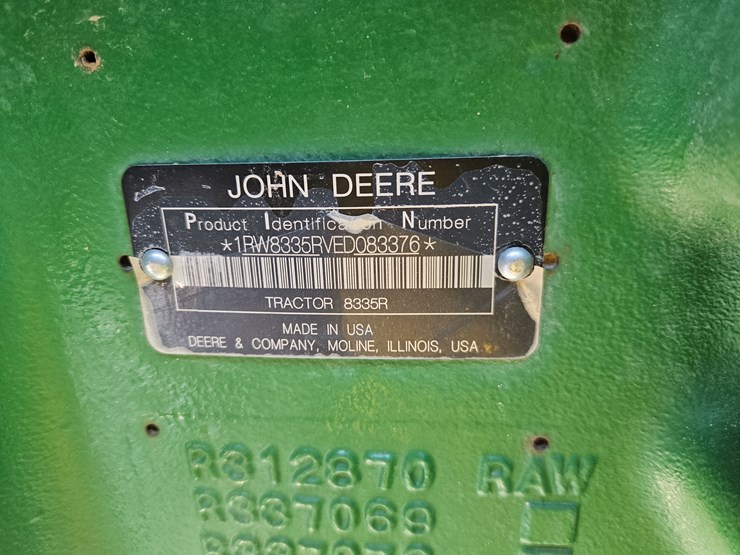 JOHN DEERE
Product Identification Number
*1RW8335RVED083376*
TRACTOR 8335R
MADE IN USA
DEERE & COMPANY, MOLINE, ILLINOIS, USA
R312870 RAW
R337069